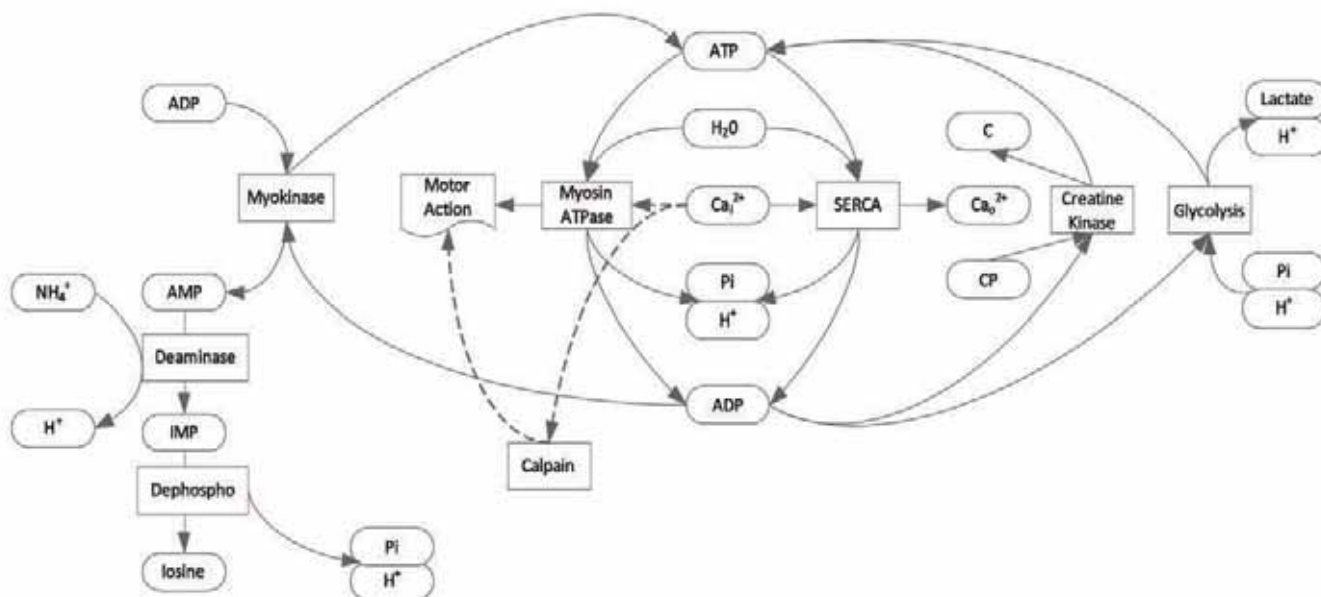 ATP
ADP
Lactate
H⁺
H₂0
C
Myokinase
Motor
Action
Myosin
ATPase
Caᵢ²⁺
SERCA
Caₒ²⁺
Creatine
Kinase
Glycolysis
NH₄⁺
AMP
Pi
H⁺
CP
Pi
H⁺
Deaminase
ADP
H⁺
IMP
Calpain
Dephospho
Pi
H⁺
Iosine